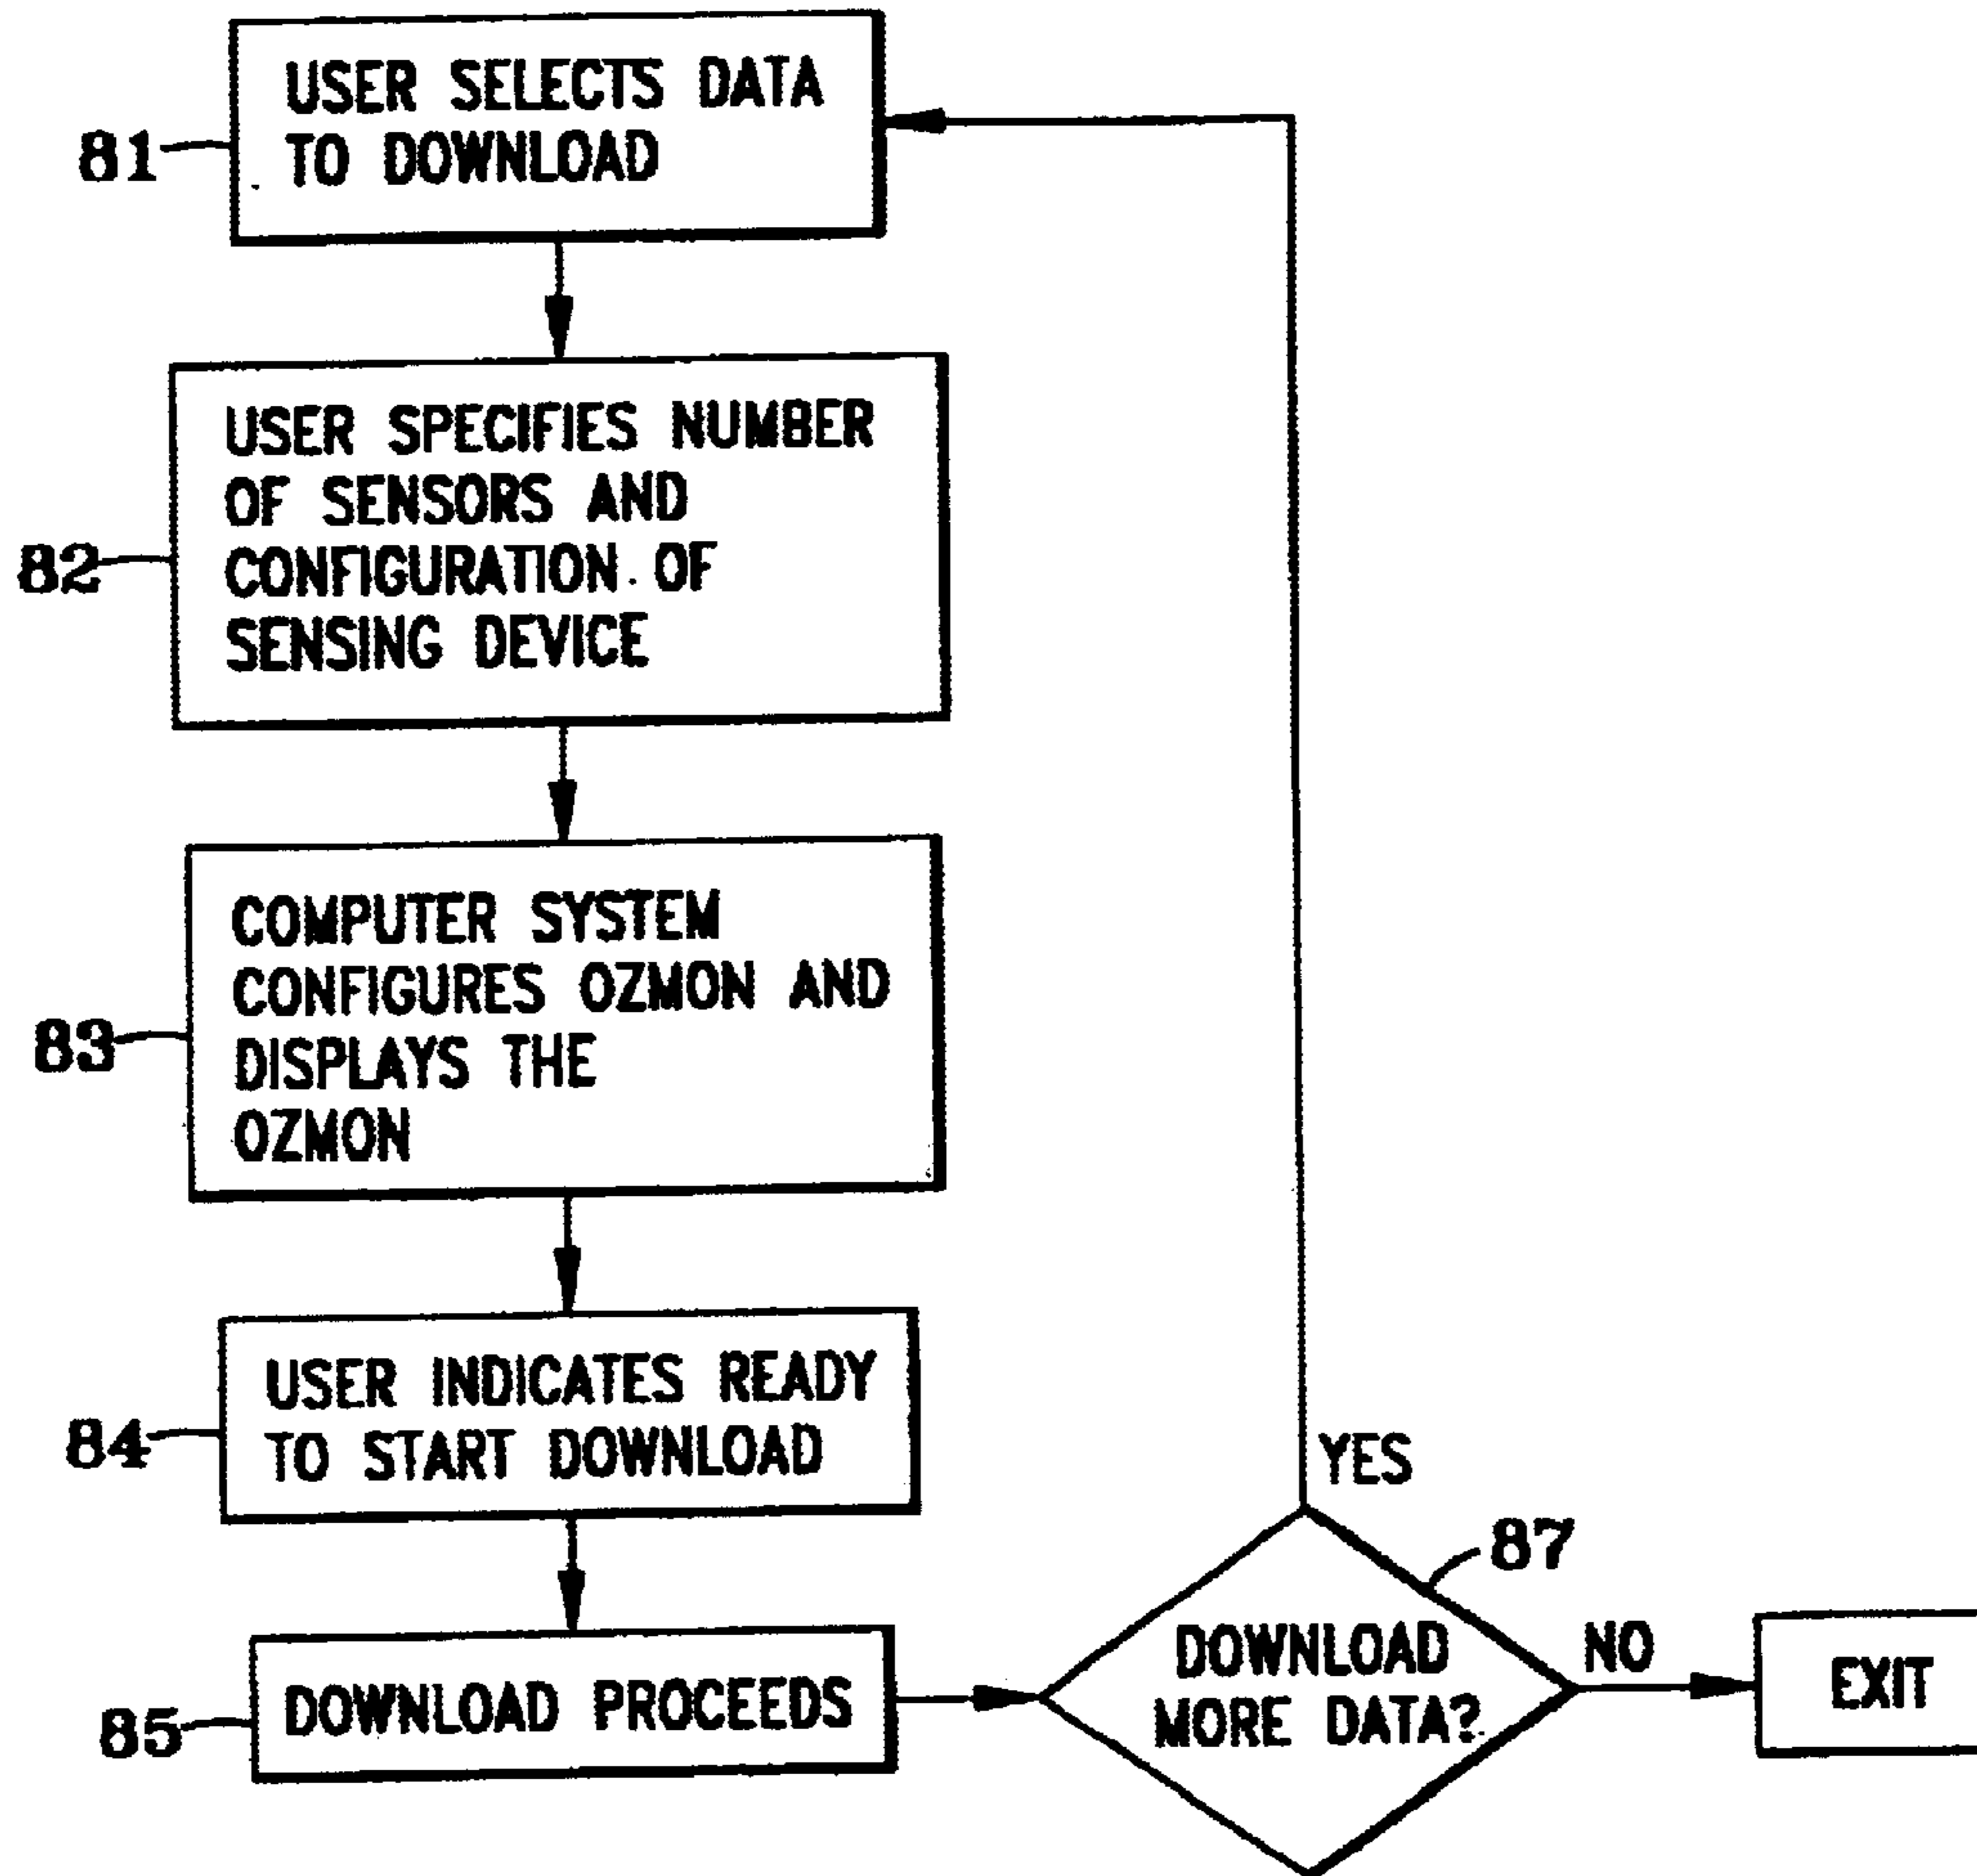 USER SELECTS DATA
TO DOWNLOAD
81
USER SPECIFIES NUMBER
OF SENSORS AND
CONFIGURATION OF
SENSING DEVICE
82
COMPUTER SYSTEM
CONFIGURES OZMON AND
DISPLAYS THE
OZMON
83
USER INDICATES READY
TO START DOWNLOAD
84
YES
87
DOWNLOAD PROCEEDS
85
DOWNLOAD
MORE DATA?
NO
EXIT